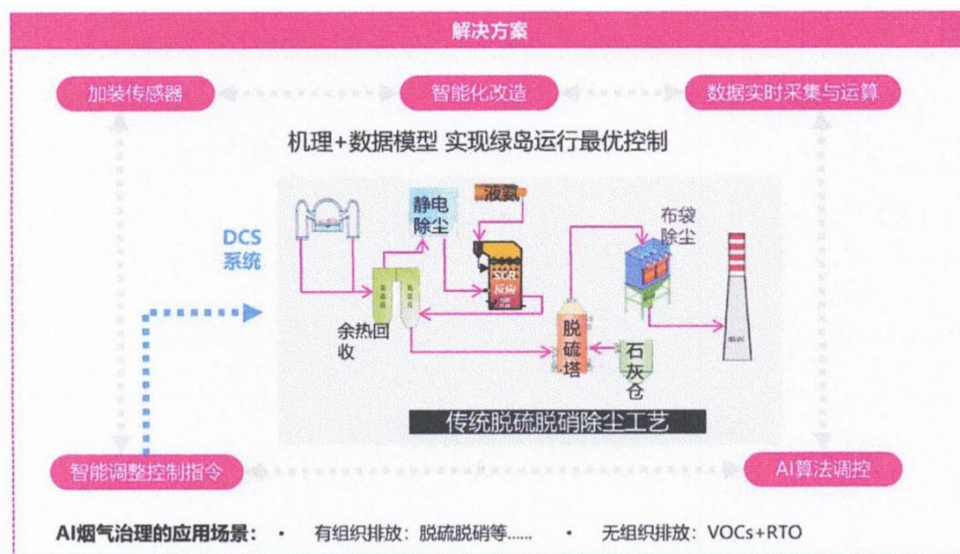 解决方案
加装传感器
智能化改造
数据实时采集与运算
机理+数据模型 实现绿岛运行最优控制
DCS
系统
静电
除尘
液氨
SCR
反应
布袋
除尘
余热回
收
脱
硫
塔
石
灰
仓
传统脱硫脱硝除尘工艺
智能调整控制指令
AI算法调控
AI烟气治理的应用场景： • 有组织排放：脱硫脱硝等...... • 无组织排放：VOCs+RTO